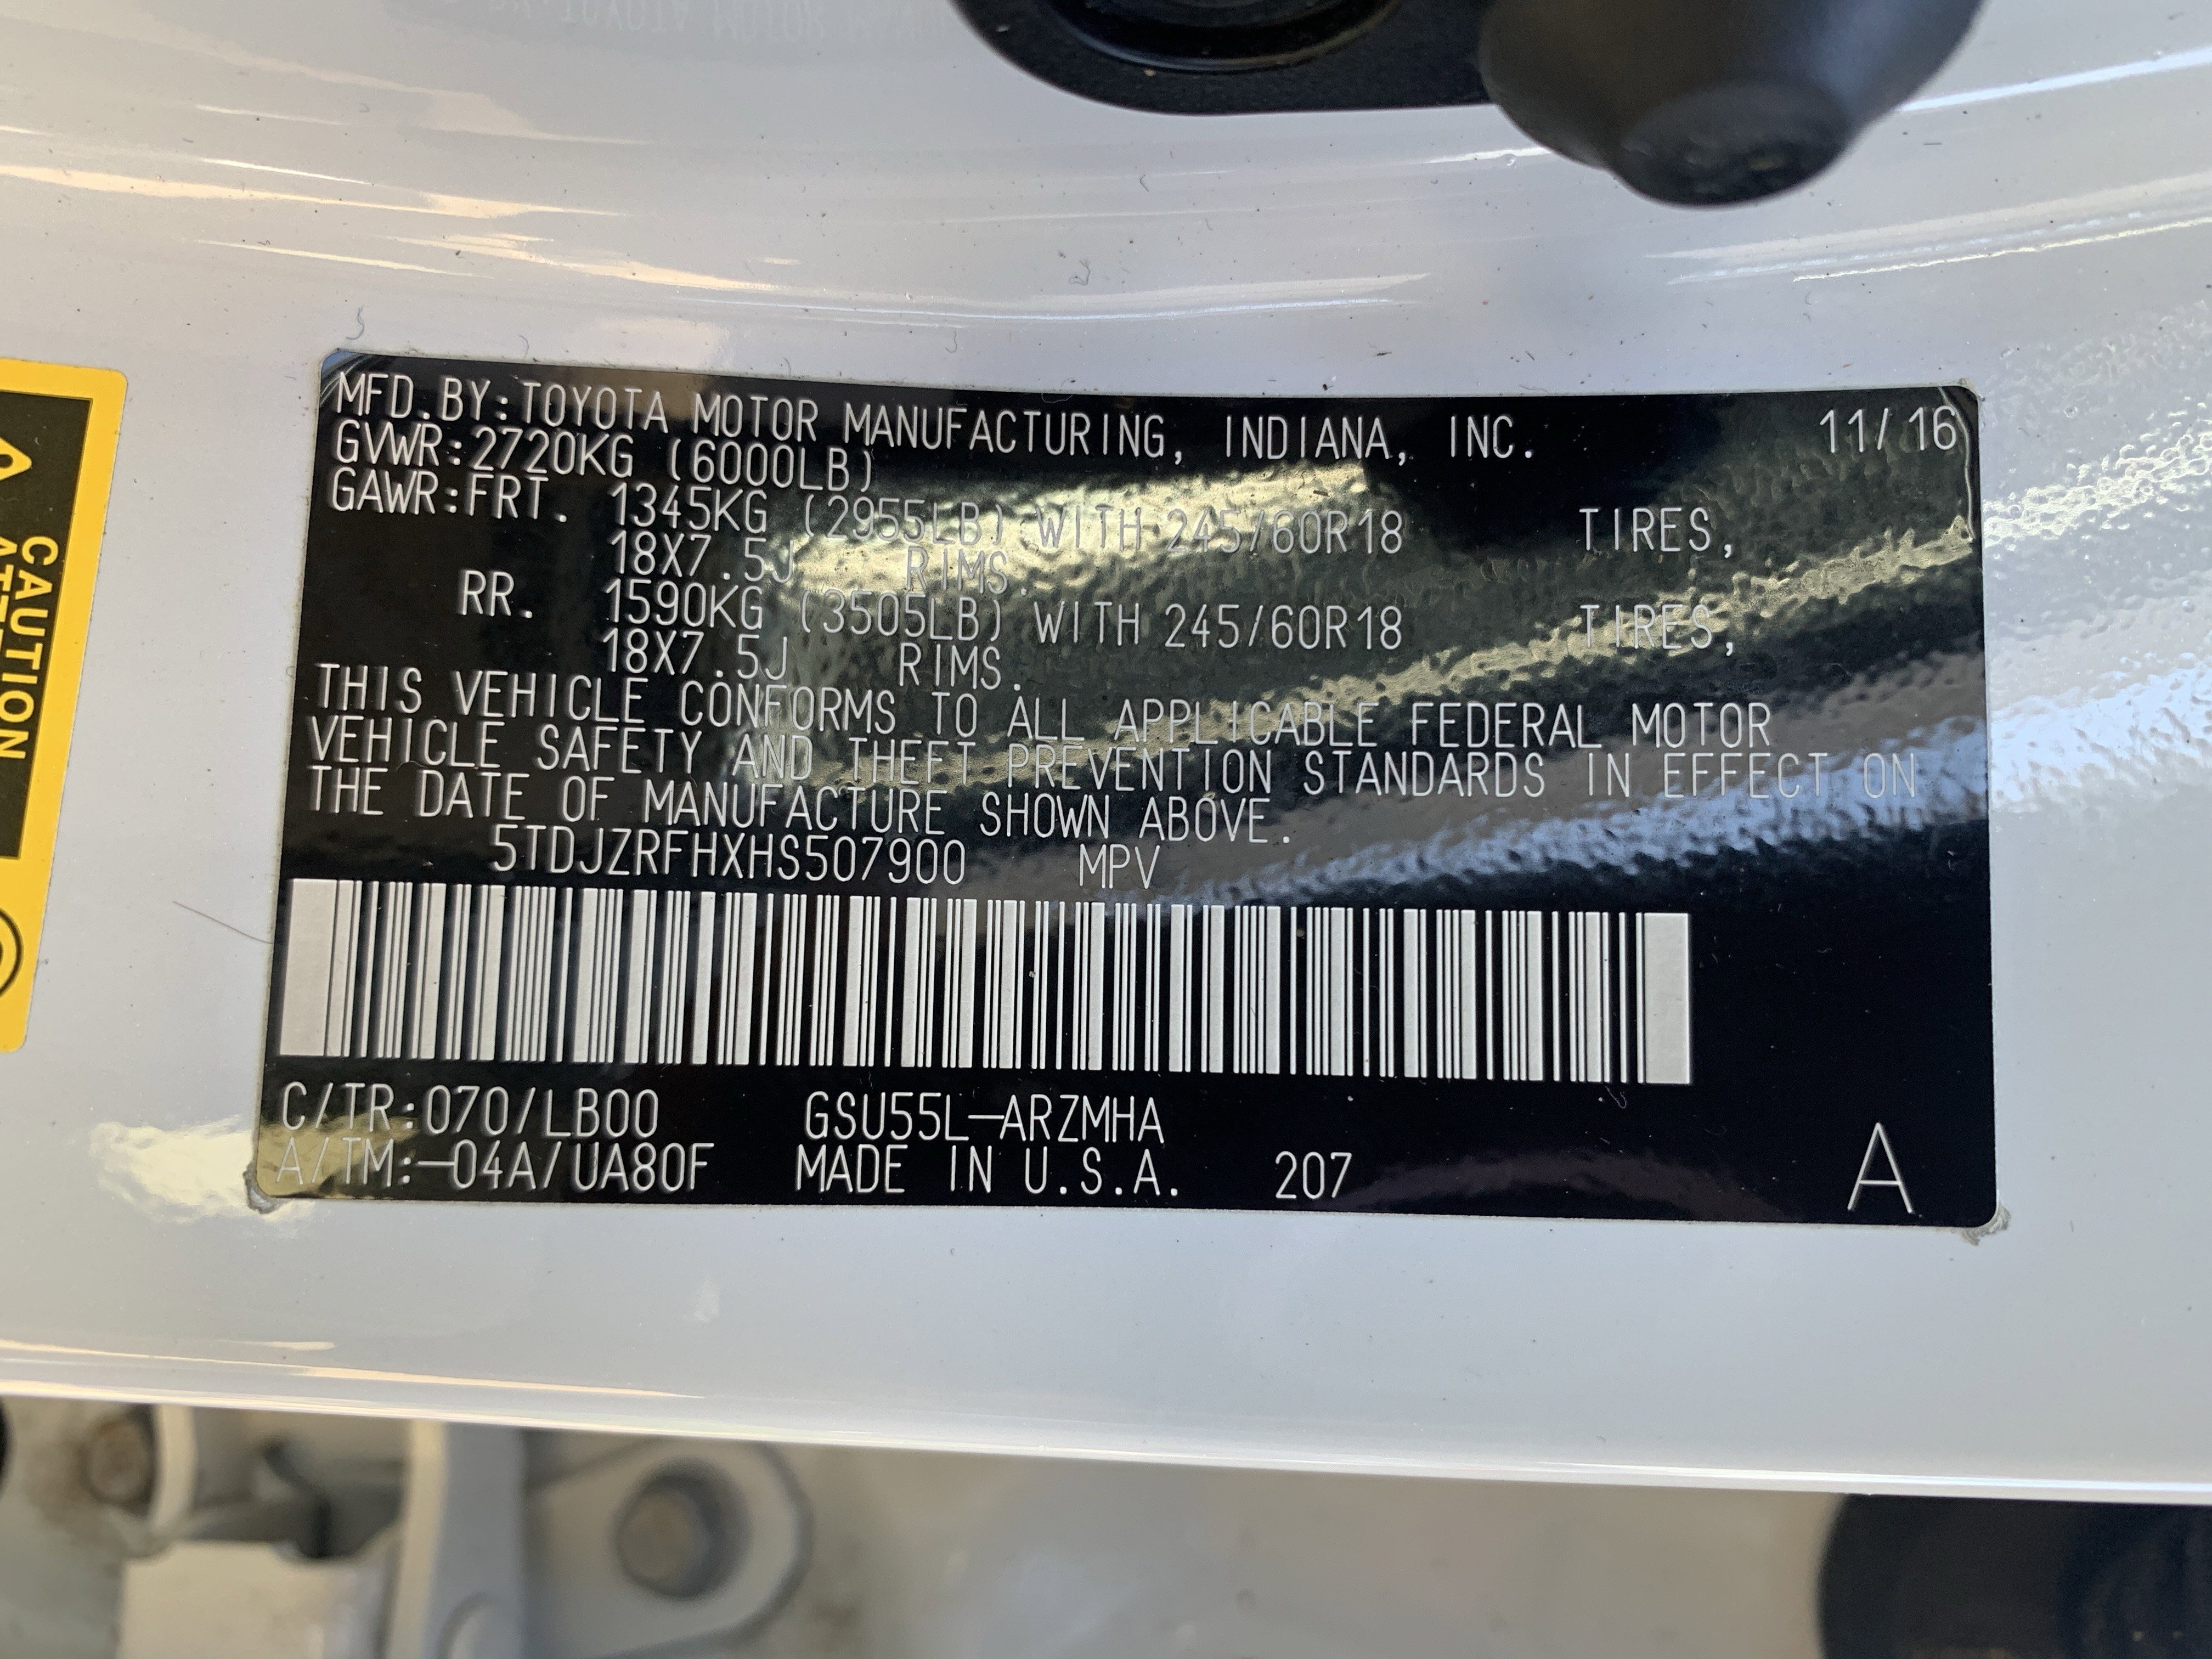 MFD.BY:TOYOTA MOTOR MANUFACTURING, INDIANA, INC. 11/16
GVWR:2720KG (6000LB)
GAWR:FRT. 1345KG (2955LB) WITH 245/60R18 TIRES,
18X7.5J RIMS.
RR. 1590KG (3505LB) WITH 245/60R18 TIRES,
18X7.5J RIMS.
THIS VEHICLE CONFORMS TO ALL APPLICABLE FEDERAL MOTOR
VEHICLE SAFETY AND THEFT PREVENTION STANDARDS IN EFFECT ON
THE DATE OF MANUFACTURE SHOWN ABOVE.
5TDJZRFHXHS507900 MPV
C/TR:070/LB00 GSU55L-ARZMHA
A/TM:-04A/UA80F MADE IN U.S.A. 207 A
CAUTION